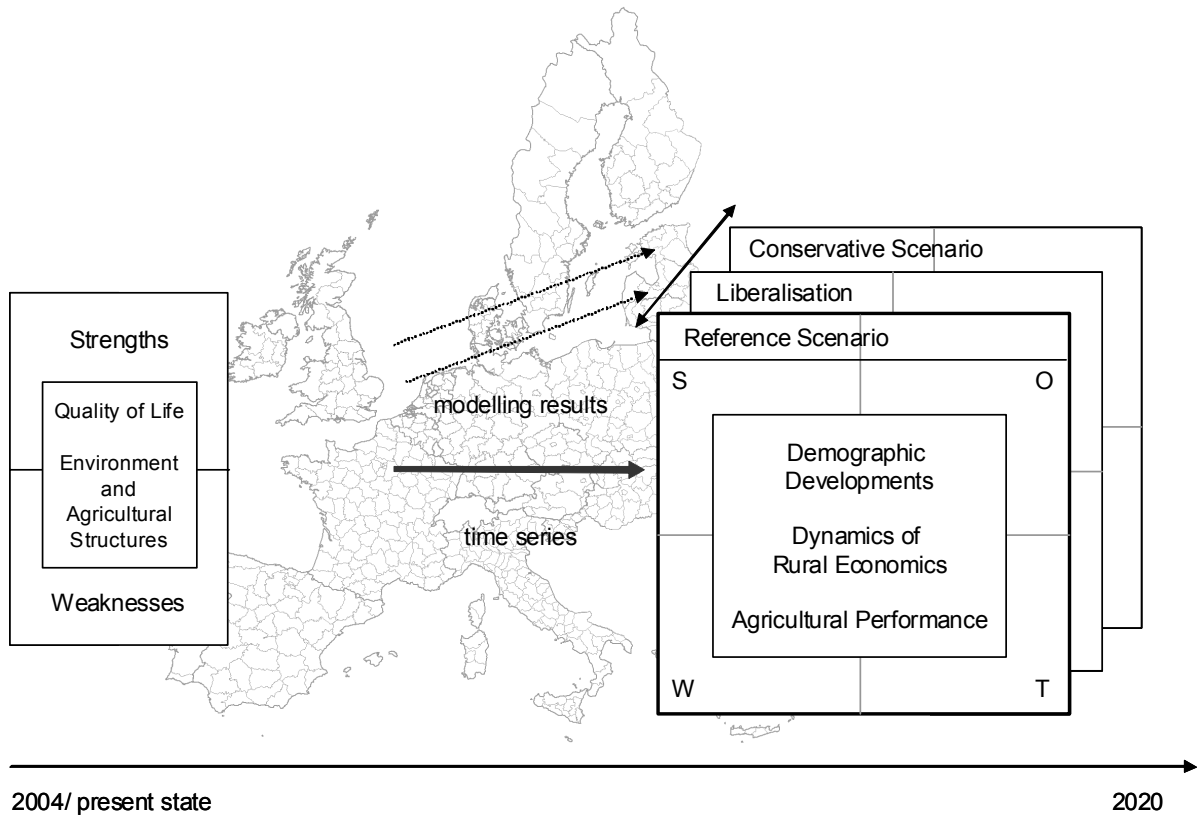 Strengths
Quality of Life
Environment
and
Agricultural
Structures
Weaknesses
modelling results
time series
Conservative Scenario
Liberalisation
Reference Scenario
S
O
Demographic
Developments
Dynamics of
Rural Economics
Agricultural Performance
W
T
2004/ present state
2020